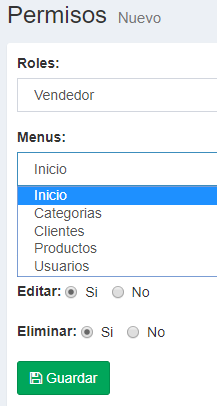 Permisos Nuevo
Roles:
Vendedor
Menus:
Inicio
Inicio
Categorias
Clientes
Productos
Usuarios
Editar: Si No
Eliminar: Si No
Guardar